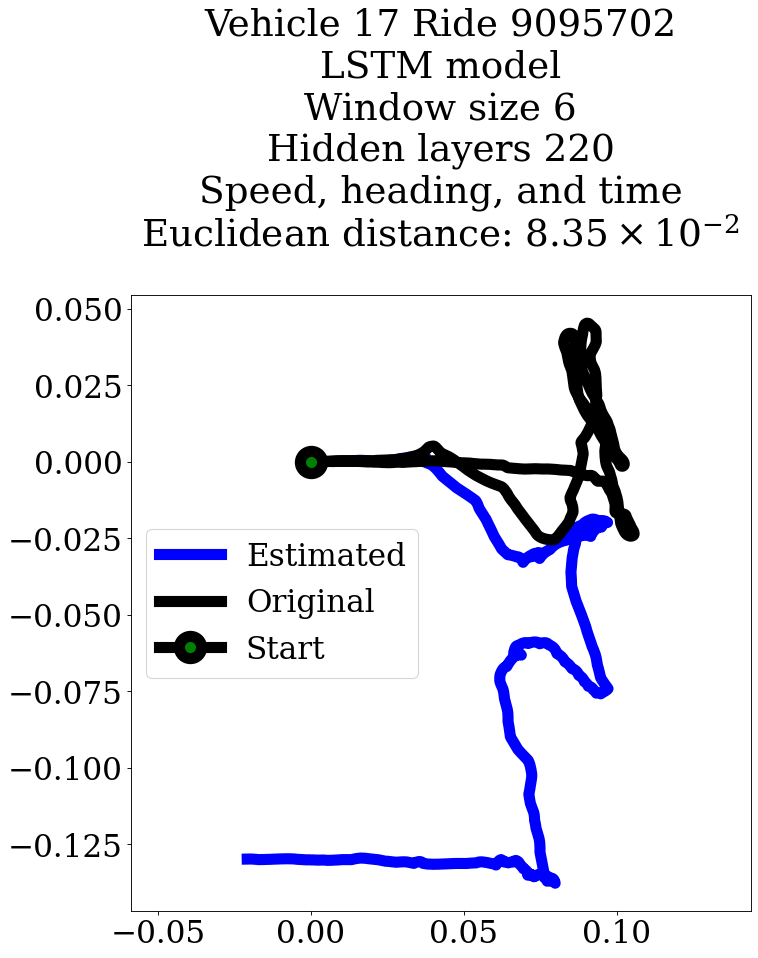 Vehicle 17 Ride 9095702
LSTM model
Window size 6
Hidden layers 220
Speed, heading, and time
Euclidean distance: 8.35 × 10⁻²
0.050
0.025
0.000
−0.025
−0.050
−0.075
−0.100
−0.125
Estimated
Original
Start
−0.05 0.00 0.05 0.10